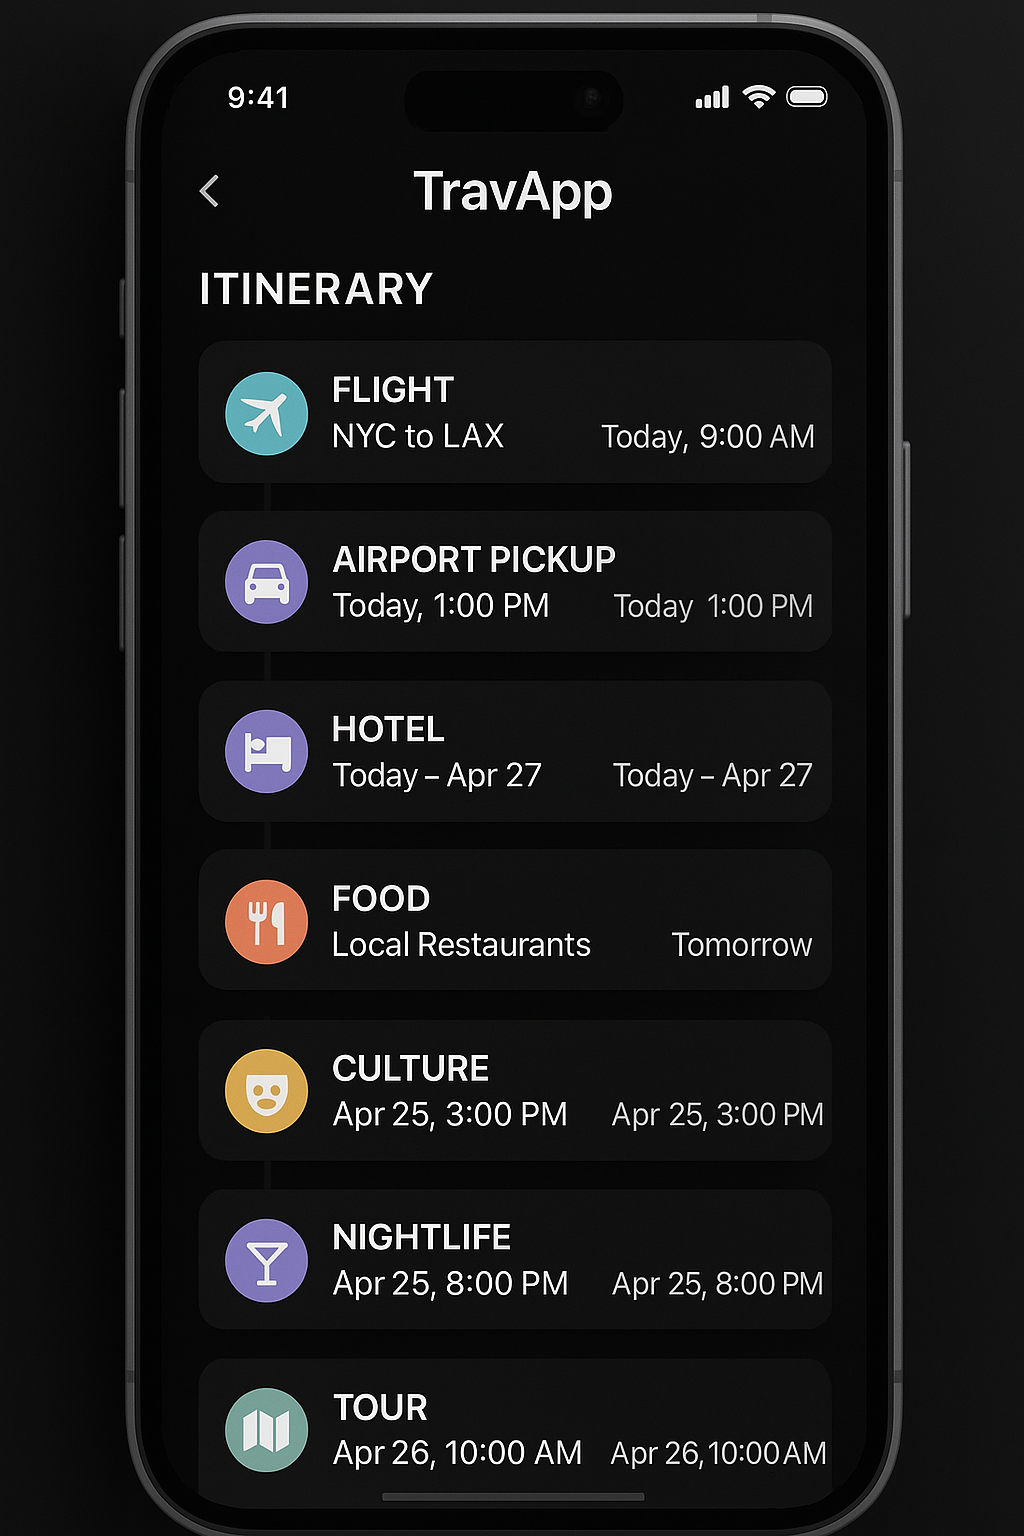 9:41
TravApp
ITINERARY
FLIGHT
NYC to LAX Today, 9:00 AM
AIRPORT PICKUP
Today, 1:00 PM Today 1:00 PM
HOTEL
Today – Apr 27 Today – Apr 27
FOOD
Local Restaurants Tomorrow
CULTURE
Apr 25, 3:00 PM Apr 25, 3:00 PM
NIGHTLIFE
Apr 25, 8:00 PM Apr 25, 8:00 PM
TOUR
Apr 26, 10:00 AM Apr 26,10:00AM